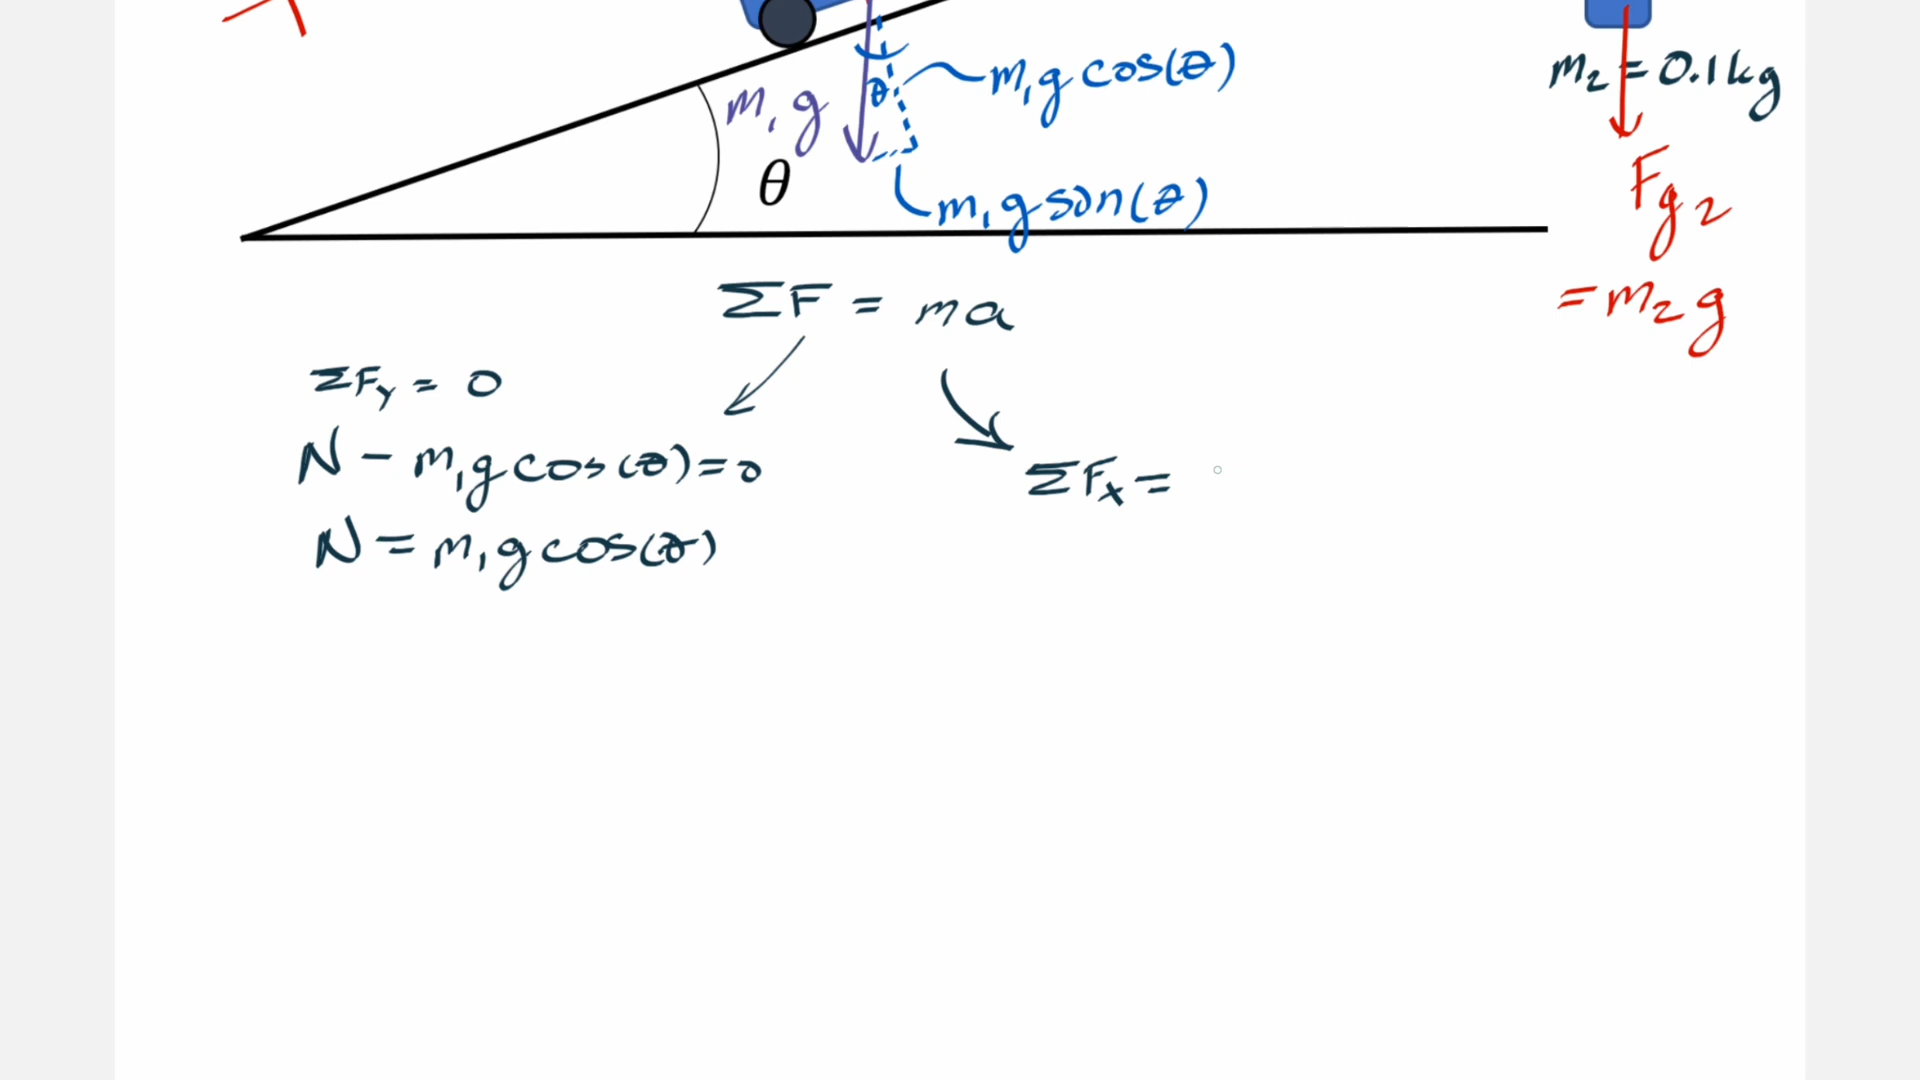 m₁g
θ
θ
m₁g cos(θ)
m₁g sin(θ)
m₂ = 0.1kg
Fg₂
= m₂g
ΣF = ma
ΣFy = 0
N - m₁g cos(θ) = 0
N = m₁g cos(θ)
ΣFx =